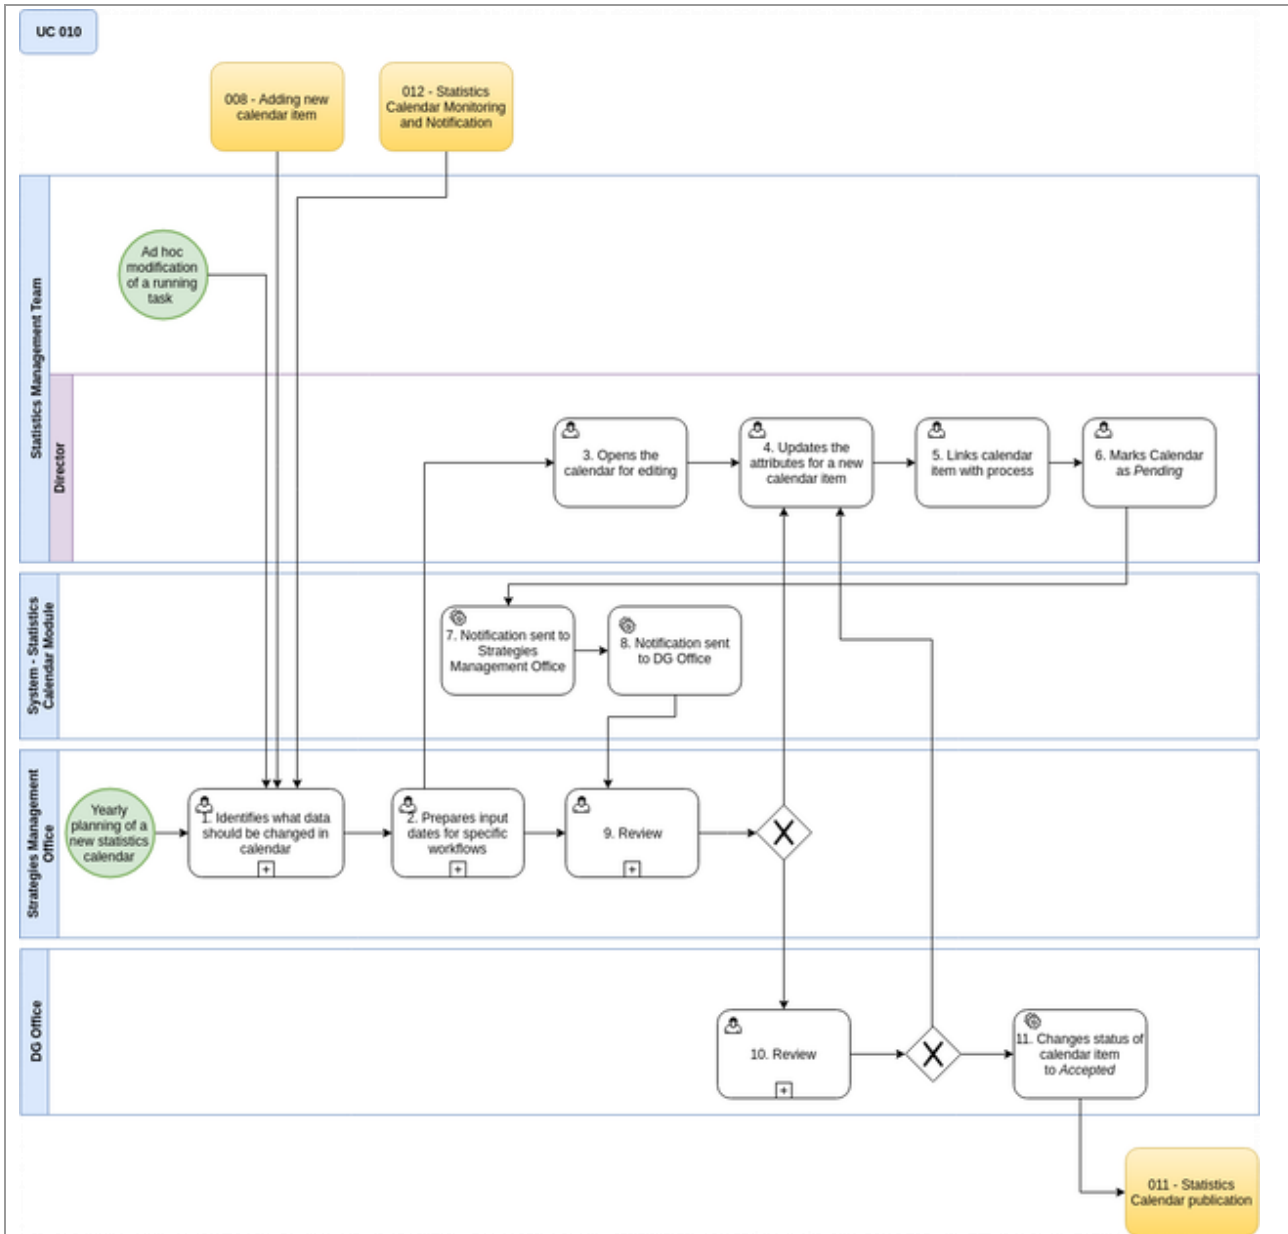 UC 010
008 - Adding new
calendar item
012 - Statistics
Calendar Monitoring
and Notification
Statistics Management Team
Ad hoc
modification
of a running
task
Director
3. Opens the
calendar for editing
4. Updates the
attributes for a new
calendar item
5. Links calendar
item with process
6. Marks Calendar
as Pending
System - Statistics
Calendar Module
7. Notification sent to
Strategies
Management Office
8. Notification sent
to DG Office
Strategies Management
Office
Yearly
planning of a
new statistics
calendar
1. Identifies what data
should be changed in
calendar
2. Prepares input
dates for specific
workflows
9. Review
DG Office
10. Review
11. Changes status of
calendar item
to Accepted
011 - Statistics
Calendar publication